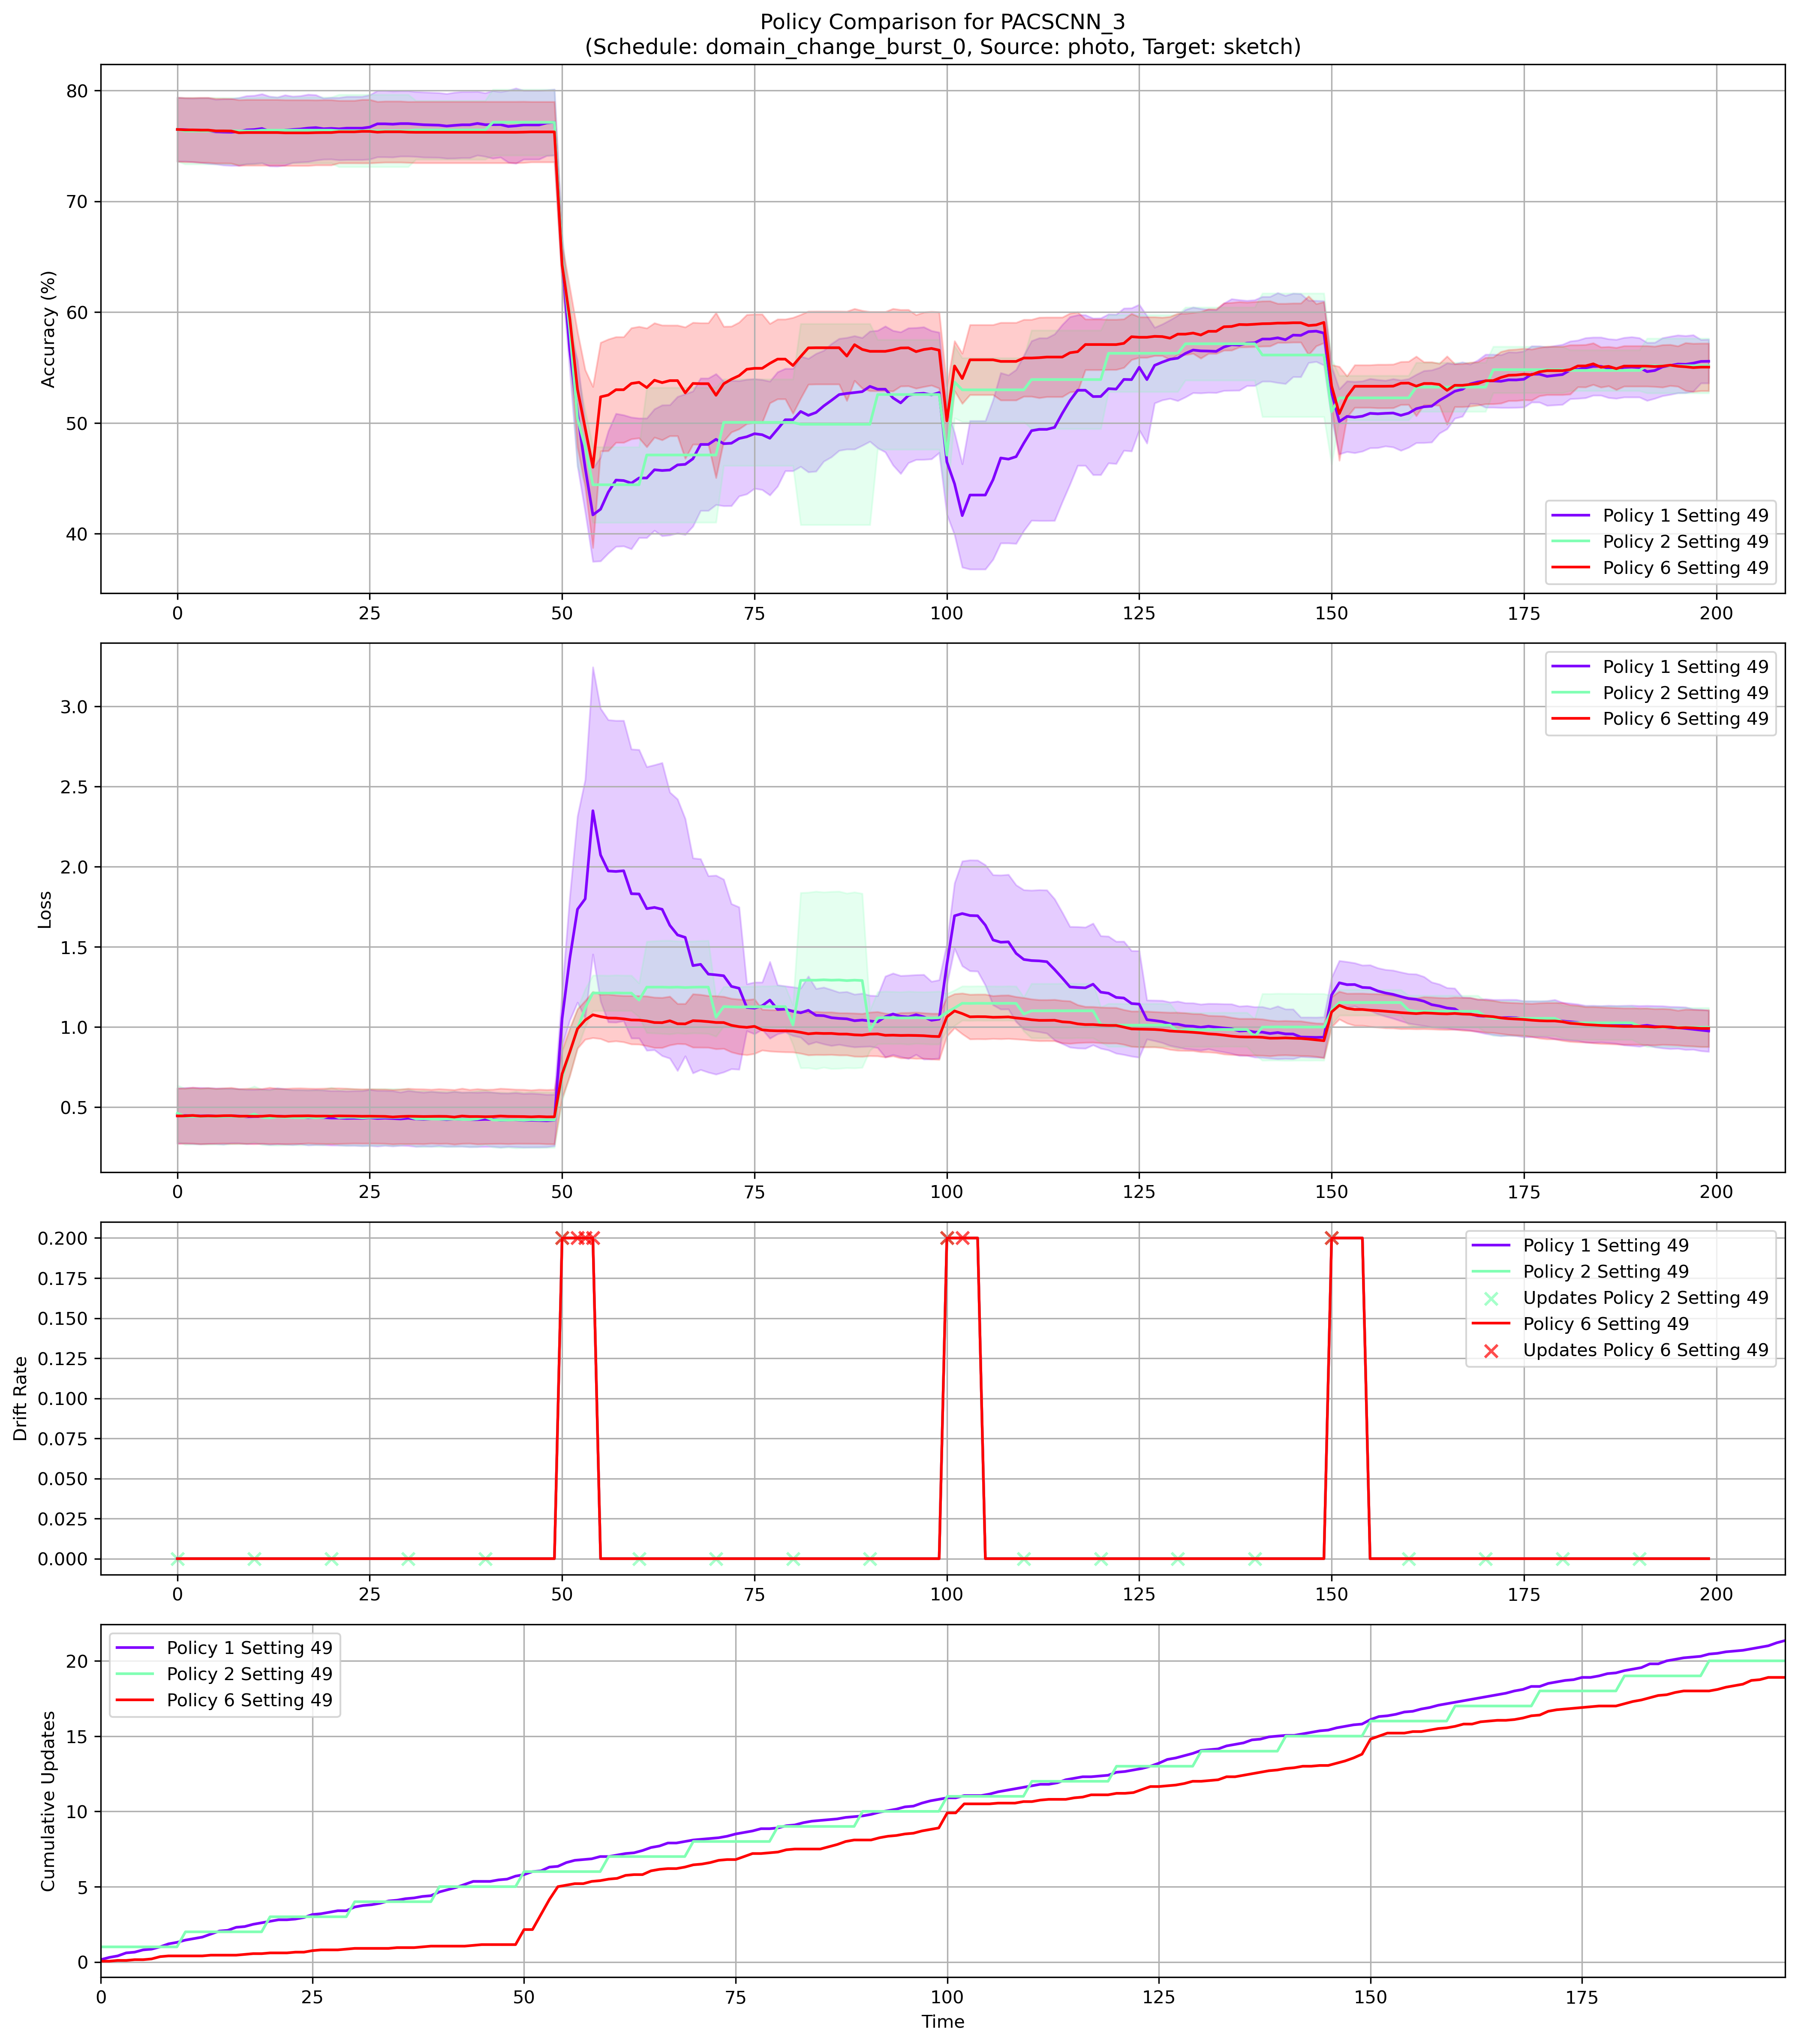 Policy Comparison for PACSCNN_3
(Schedule: domain_change_burst_0, Source: photo, Target: sketch)
Accuracy (%)
80
70
60
50
40
0 25 50 75 100 125 150 175 200
Policy 1 Setting 49
Policy 2 Setting 49
Policy 6 Setting 49
Loss
3.0
2.5
2.0
1.5
1.0
0.5
0 25 50 75 100 125 150 175 200
Policy 1 Setting 49
Policy 2 Setting 49
Policy 6 Setting 49
Drift Rate
0.200
0.175
0.150
0.125
0.100
0.075
0.050
0.025
0.000
0 25 50 75 100 125 150 175 200
Policy 1 Setting 49
Policy 2 Setting 49
Updates Policy 2 Setting 49
Policy 6 Setting 49
Updates Policy 6 Setting 49
Cumulative Updates
20
15
10
5
0
0 25 50 75 100 125 150 175
Policy 1 Setting 49
Policy 2 Setting 49
Policy 6 Setting 49
Time